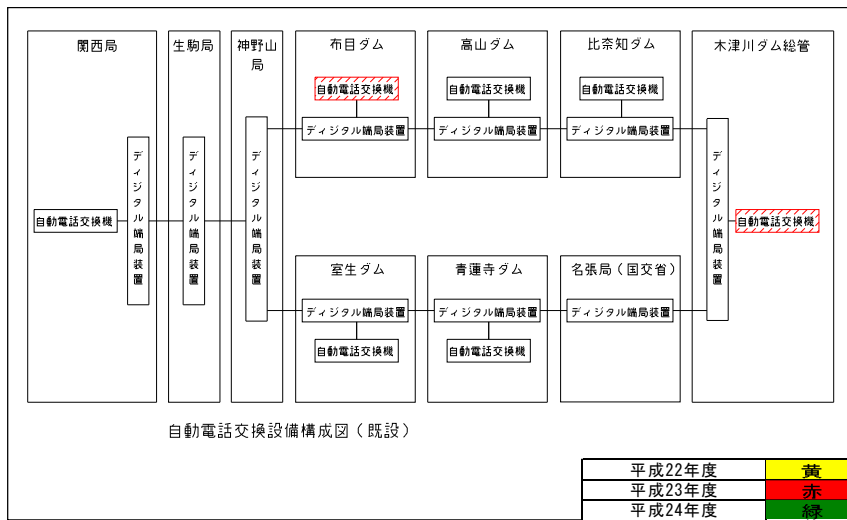 関西局
生駒局
神野山
局
布目ダム
高山ダム
比奈知ダム
木津川ダム総管
自動電話交換機
自動電話交換機
自動電話交換機
ディジタル端局装置
ディジタル端局装置
ディジタル端局装置
ディジタル端局装置
ディジタル端局装置
ディジタル端局装置
ディジタル端局装置
自動電話交換機
自動電話交換機
室生ダム
青蓮寺ダム
名張局(国交省)
ディジタル端局装置
ディジタル端局装置
ディジタル端局装置
自動電話交換機
自動電話交換機
自動電話交換設備構成図(既設)
平成22年度 黄
平成23年度 赤
平成24年度 緑